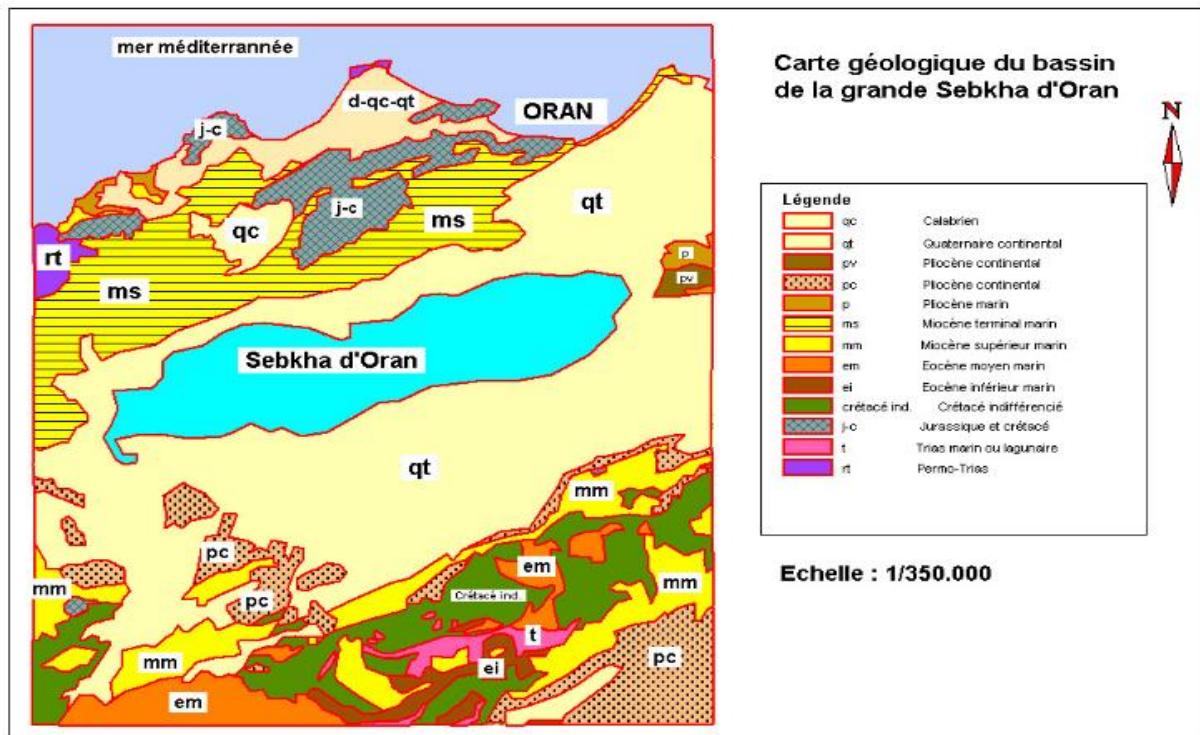 mer méditerrannée
d-qc-qt
ORAN
j-c
qt
j-c
qc
ms
rt
p
pv
ms
Sebkha d'Oran
qt
mm
pc
em
mm
mm
pc
Crétacé ind.
t
mm
ei
pc
em
Carte géologique du bassin
de la grande Sebkha d'Oran
N
Légende
qc Calabrien
qt Quaternaire continental
pv Pliocène continental
pc Pliocène continental
p Pliocène marin
ms Miocène terminal marin
mm Miocène supérieur marin
em Eocène moyen marin
ei Eocène inférieur marin
crétacé ind. Crétacé indifférencié
j-c Jurassique et crétacé
t Trias marin ou lagunaire
rt Permo-Trias
Echelle : 1/350.000